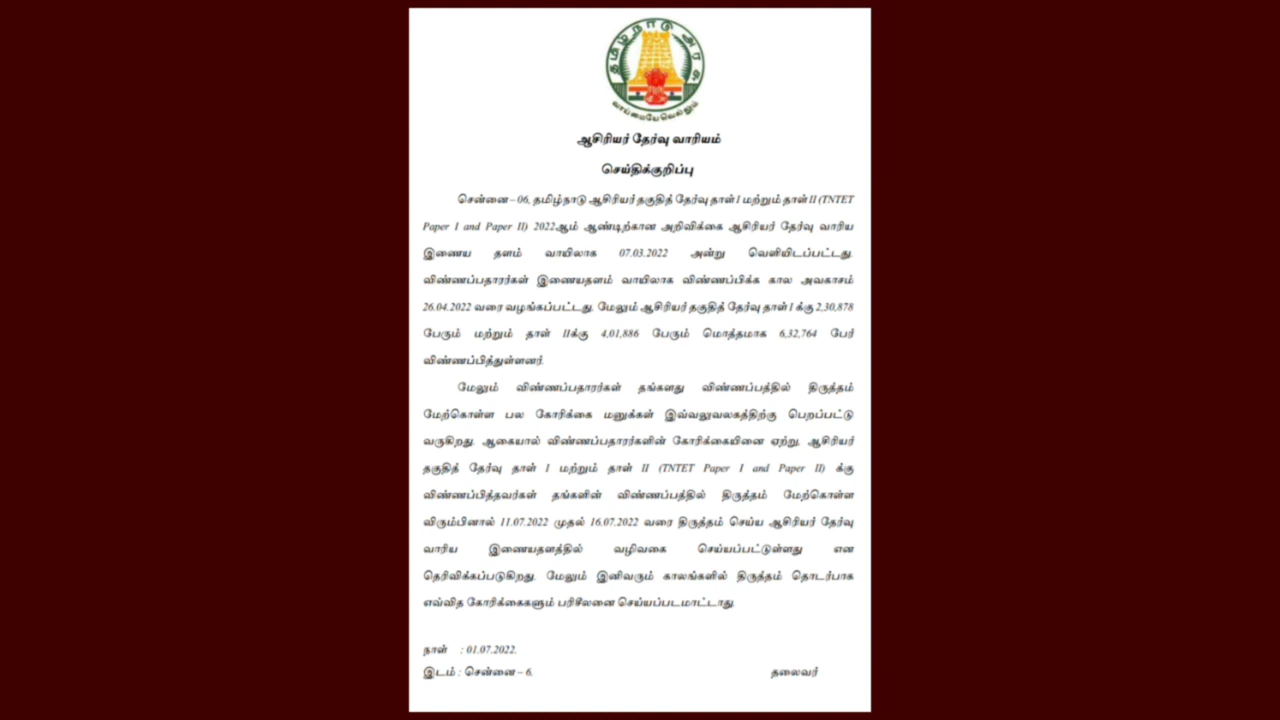 தமிழ்நாடு அரசு
வாய்மையே வெல்லும்
ஆசிரியர் தேர்வு வாரியம்
செய்திக்குறிப்பு
சென்னை – 06, தமிழ்நாடு ஆசிரியர் தகுதித் தேர்வு தாள் I மற்றும் தாள் II (TNTET
Paper I and Paper II) 2022ஆம் ஆண்டிற்கான அறிவிக்கை ஆசிரியர் தேர்வு வாரிய
இணைய தளம் வாயிலாக 07.03.2022 அன்று வெளியிடப்பட்டது.
விண்ணப்பதாரர்கள் இணையதளம் வாயிலாக விண்ணப்பிக்க கால அவகாசம்
26.04.2022 வரை வழங்கப்பட்டது. மேலும் ஆசிரியர் தகுதித் தேர்வு தாள் I க்கு 2,30,878
பேரும் மற்றும் தாள் IIக்கு 4,01,886 பேரும் மொத்தமாக 6,32,764 பேர்
விண்ணப்பித்துள்ளனர்.
மேலும் விண்ணப்பதாரர்கள் தங்களது விண்ணப்பத்தில் திருத்தம்
மேற்கொள்ள பல கோரிக்கை மனுக்கள் இவ்வலுவலகத்திற்கு பெறப்பட்டு
வருகிறது. ஆகையால் விண்ணப்பதாரர்களின் கோரிக்கையினை ஏற்று, ஆசிரியர்
தகுதித் தேர்வு தாள் I மற்றும் தாள் II (TNTET Paper I and Paper II) க்கு
விண்ணப்பித்தவர்கள் தங்களின் விண்ணப்பத்தில் திருத்தம் மேற்கொள்ள
விரும்பினால் 11.07.2022 முதல் 16.07.2022 வரை திருத்தம் செய்ய ஆசிரியர் தேர்வு
வாரிய இணையதளத்தில் வழிவகை செய்யப்பட்டுள்ளது என
தெரிவிக்கப்படுகிறது. மேலும் இனிவரும் காலங்களில் திருத்தம் தொடர்பாக
எவ்வித கோரிக்கைகளும் பரிசீலனை செய்யப்படமாட்டாது.
நாள் : 01.07.2022.
இடம் : சென்னை – 6. தலைவர்